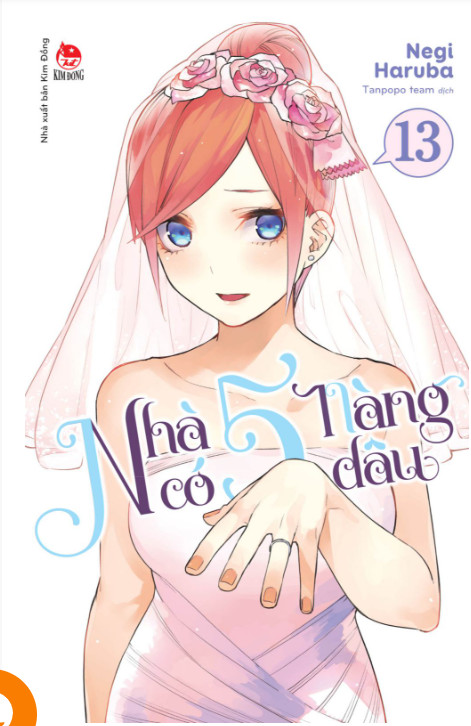 Nhà xuất bản Kim Đồng
KIM ĐỒNG
Negi
Haruba
Tanpopo team dịch
13
Nhà 5 nàng
có dâu